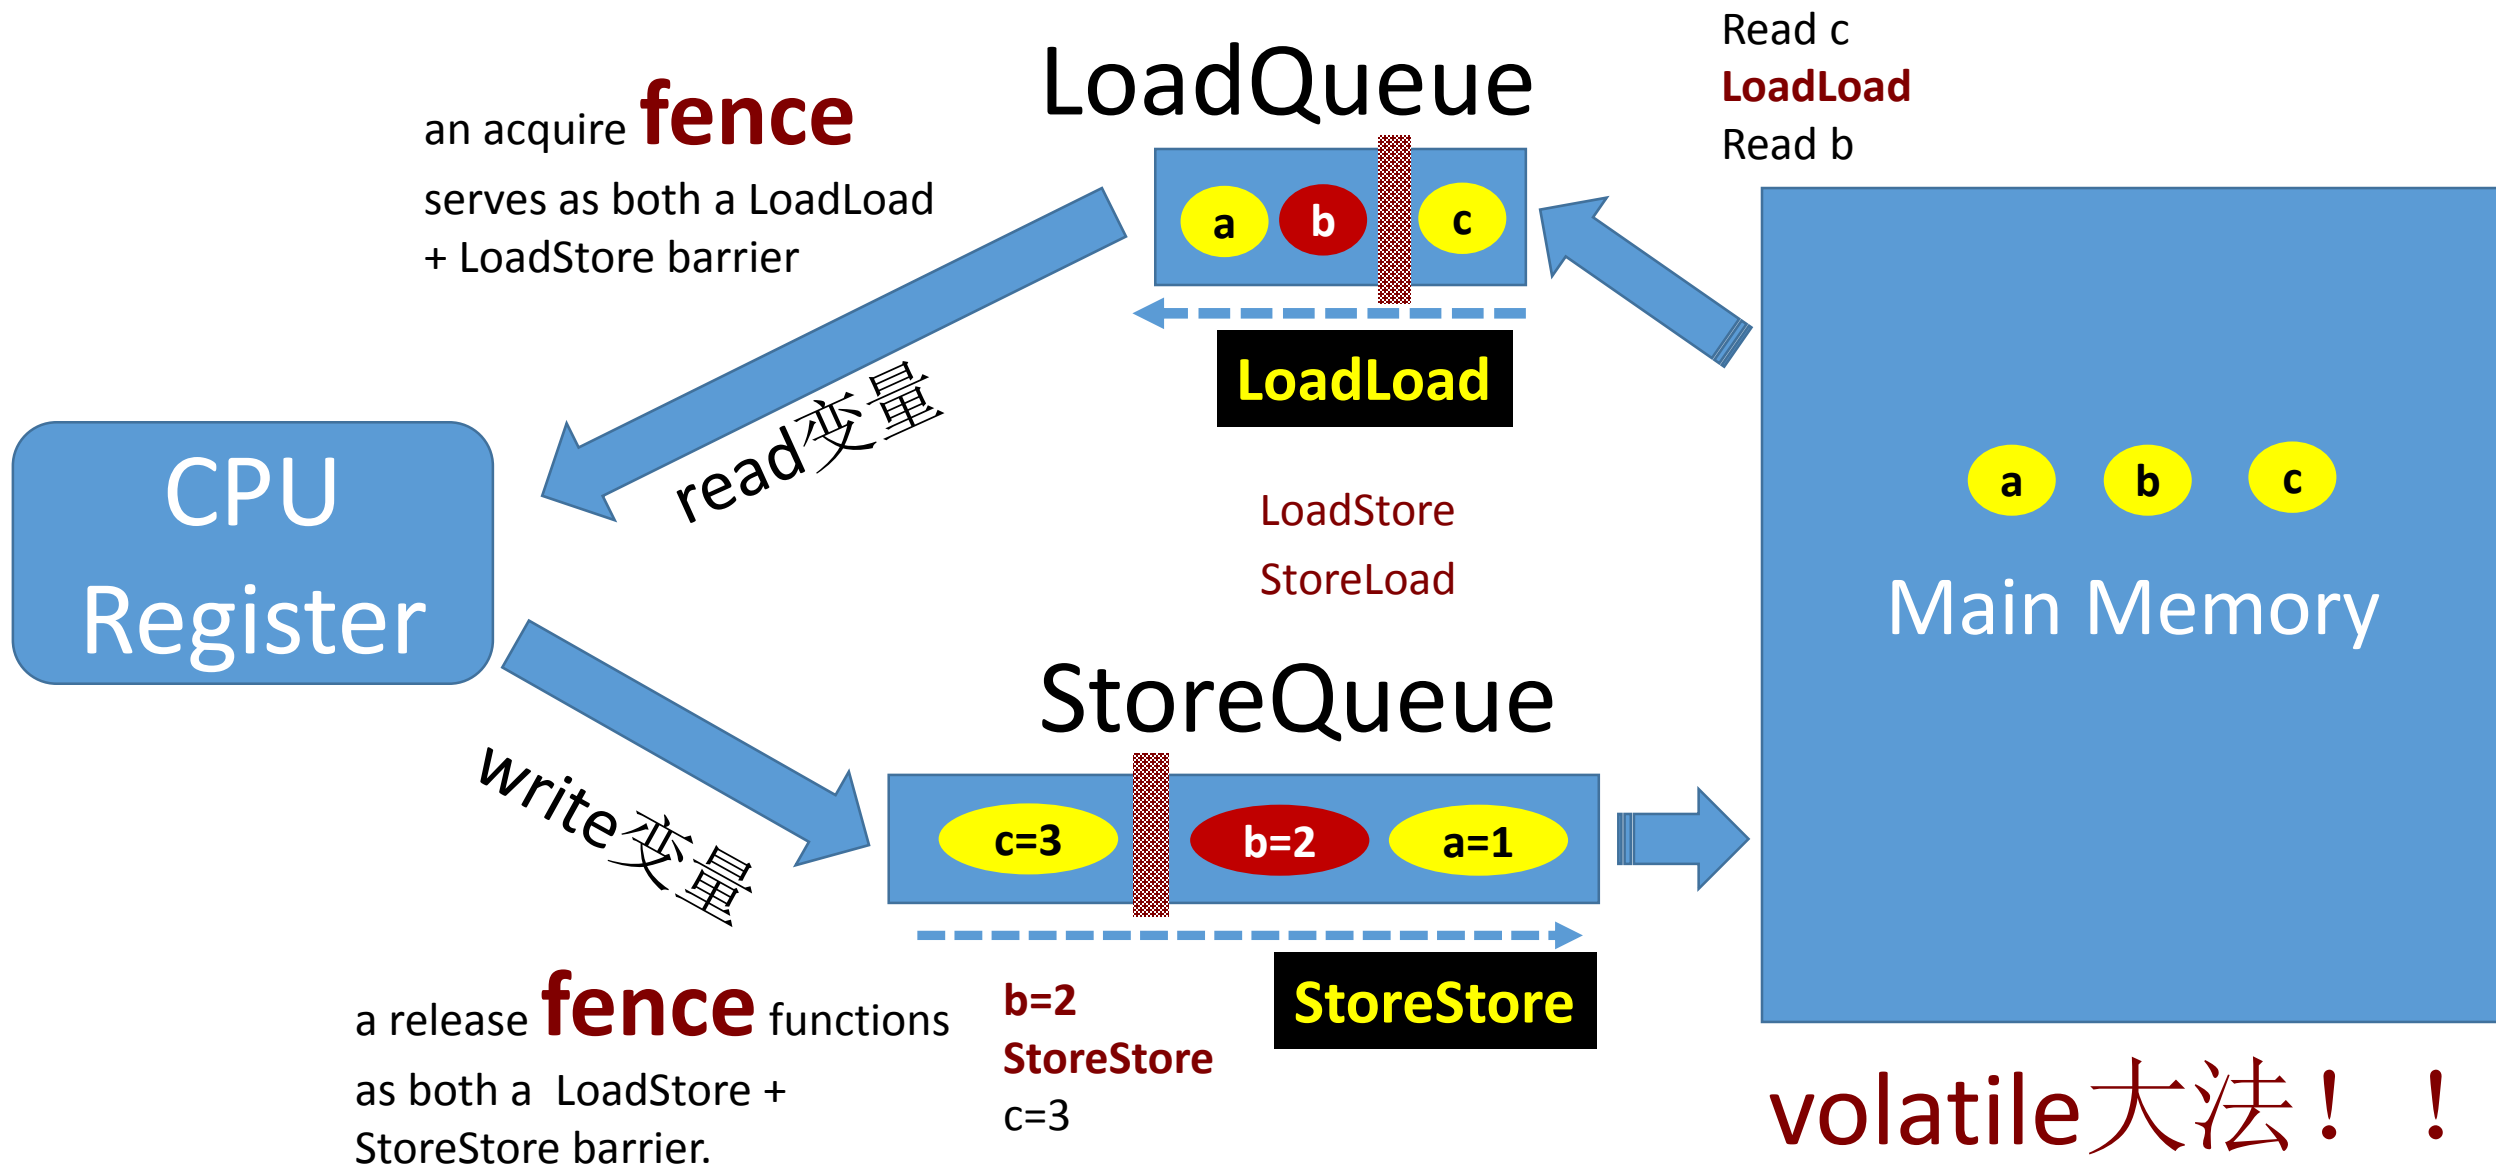 Read c
LoadLoad
Read b
LoadQueue
an acquire fence
serves as both a LoadLoad
+ LoadStore barrier
a
b
c
LoadLoad
read变量
CPU
Register
LoadStore
StoreLoad
a
b
c
Main Memory
StoreQueue
write变量
c=3
b=2
a=1
StoreStore
a release fence functions
as both a LoadStore +
StoreStore barrier.
b=2
StoreStore
c=3
volatile大法！！